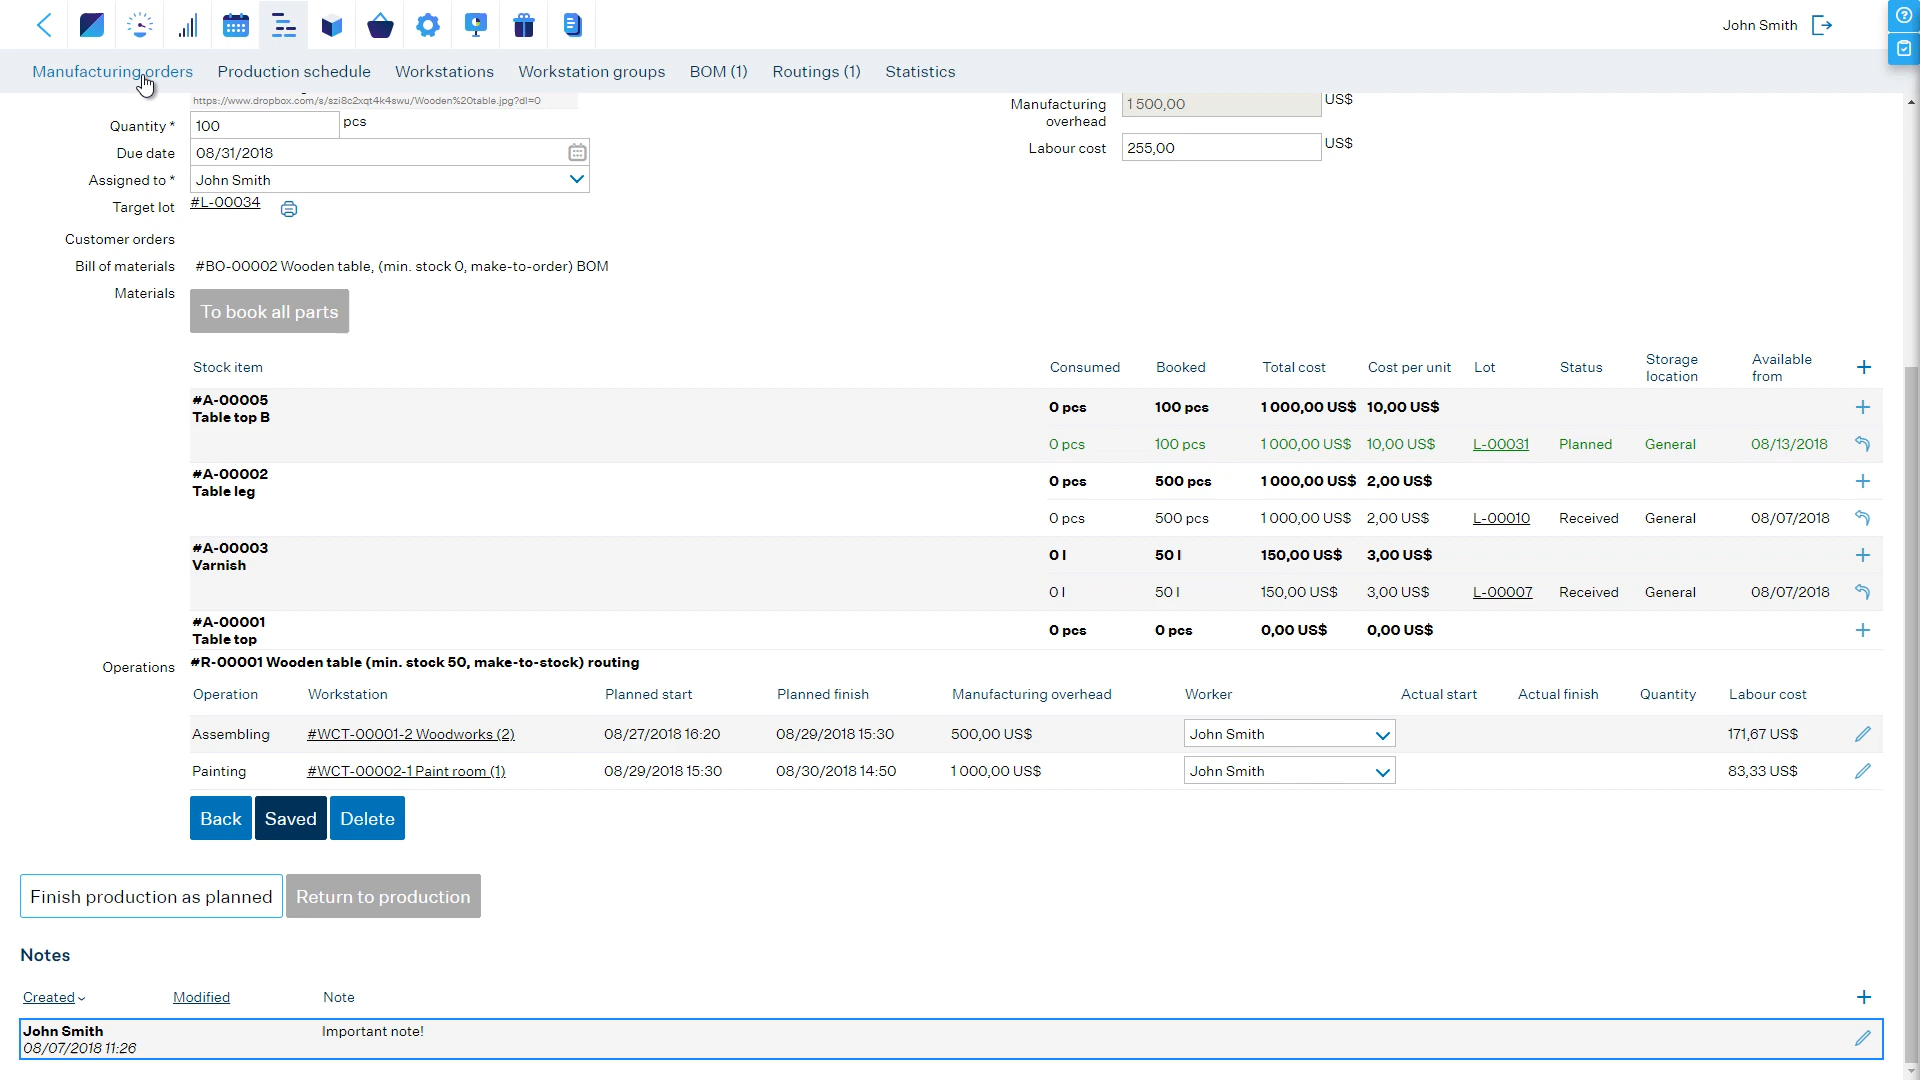 John Smith
Manufacturing orders Production schedule Workstations Workstation groups BOM (1) Routings (1) Statistics
https://www.dropbox.com/s/szi8c2xqt4k4swu/Wooden%20table.jpg?dl=0
Manufacturing overhead 1 500,00 US$
Quantity * 100 pcs
Labour cost 255,00 US$
Due date 08/31/2018
Assigned to * John Smith
Target lot #L-00034
Customer orders
Bill of materials #BO-00002 Wooden table, (min. stock 0, make-to-order) BOM
Materials
To book all parts
Stock item Consumed Booked Total cost Cost per unit Lot Status Storage location Available from
#A-00005
Table top B 0 pcs 100 pcs 1 000,00 US$ 10,00 US$
0 pcs 100 pcs 1 000,00 US$ 10,00 US$ L-00031 Planned General 08/13/2018
#A-00002
Table leg 0 pcs 500 pcs 1 000,00 US$ 2,00 US$
0 pcs 500 pcs 1 000,00 US$ 2,00 US$ L-00010 Received General 08/07/2018
#A-00003
Varnish 0 l 50 l 150,00 US$ 3,00 US$
0 l 50 l 150,00 US$ 3,00 US$ L-00007 Received General 08/07/2018
#A-00001
Table top 0 pcs 0 pcs 0,00 US$ 0,00 US$
Operations #R-00001 Wooden table (min. stock 50, make-to-stock) routing
Operation Workstation Planned start Planned finish Manufacturing overhead Worker Actual start Actual finish Quantity Labour cost
Assembling #WCT-00001-2 Woodworks (2) 08/27/2018 16:20 08/29/2018 15:30 500,00 US$ John Smith 171,67 US$
Painting #WCT-00002-1 Paint room (1) 08/29/2018 15:30 08/30/2018 14:50 1 000,00 US$ John Smith 83,33 US$
Back Saved Delete
Finish production as planned Return to production
Notes
Created Modified Note
John Smith Important note!
08/07/2018 11:26